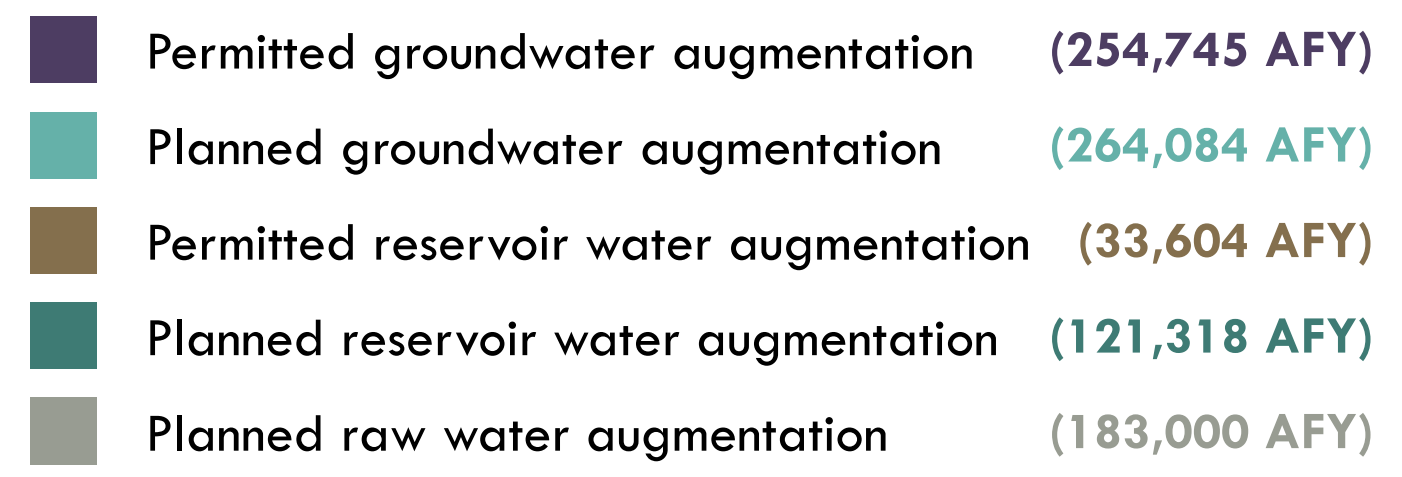 Permitted groundwater augmentation (254,745 AFY)
Planned groundwater augmentation (264,084 AFY)
Permitted reservoir water augmentation (33,604 AFY)
Planned reservoir water augmentation (121,318 AFY)
Planned raw water augmentation (183,000 AFY)